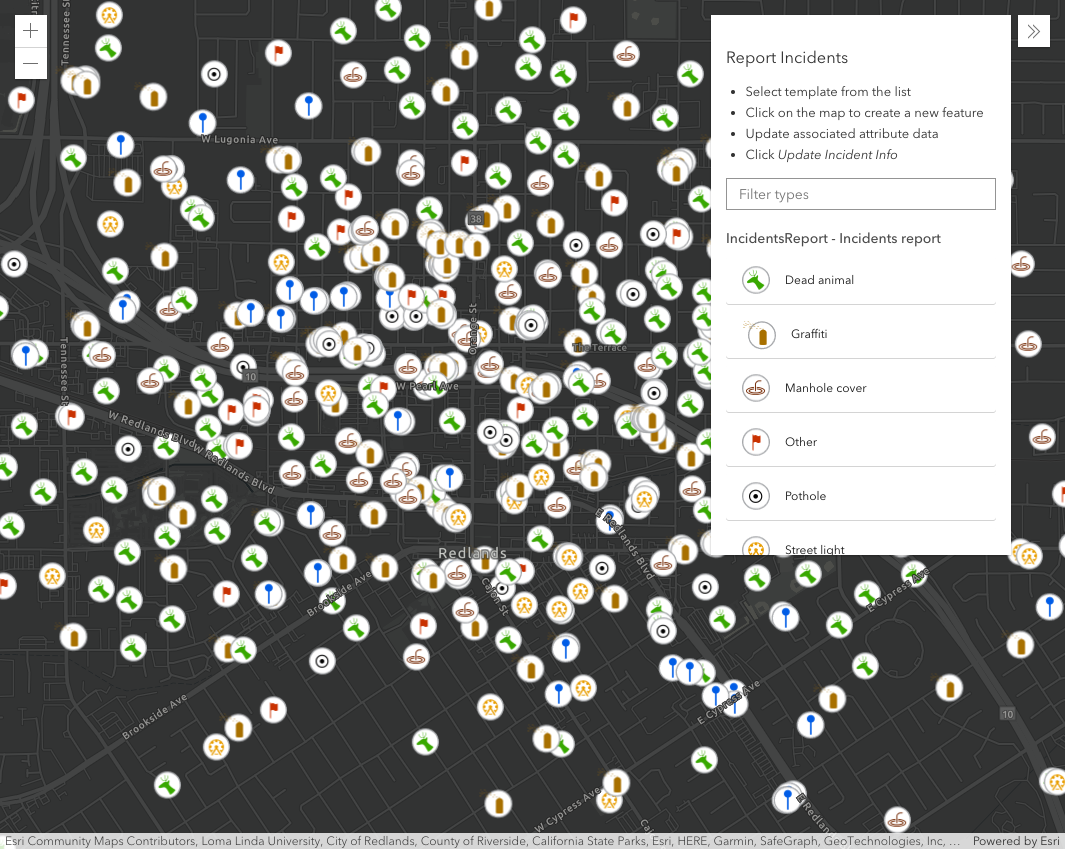 Tennessee St
W Lugonia Ave
38
Orange St
The Terrace
Tennessee St
10
W Pearl Ave
W Redlands Blvd
W Redlands Blvd
E Redlands Blvd
Redlands
Brookside Ave
Cajon St
E Cypress Ave
Brookside Ave
E Cypress Ave
10
W Cypress Ave
Report Incidents
• Select template from the list
• Click on the map to create a new feature
• Update associated attribute data
• Click Update Incident Info
Filter types
IncidentsReport - Incidents report
Dead animal
Graffiti
Manhole cover
Other
Pothole
Street light
Esri Community Maps Contributors, Loma Linda University, City of Redlands, County of Riverside, California State Parks, Esri, HERE, Garmin, SafeGraph, GeoTechnologies, Inc, ...
Powered by Esri